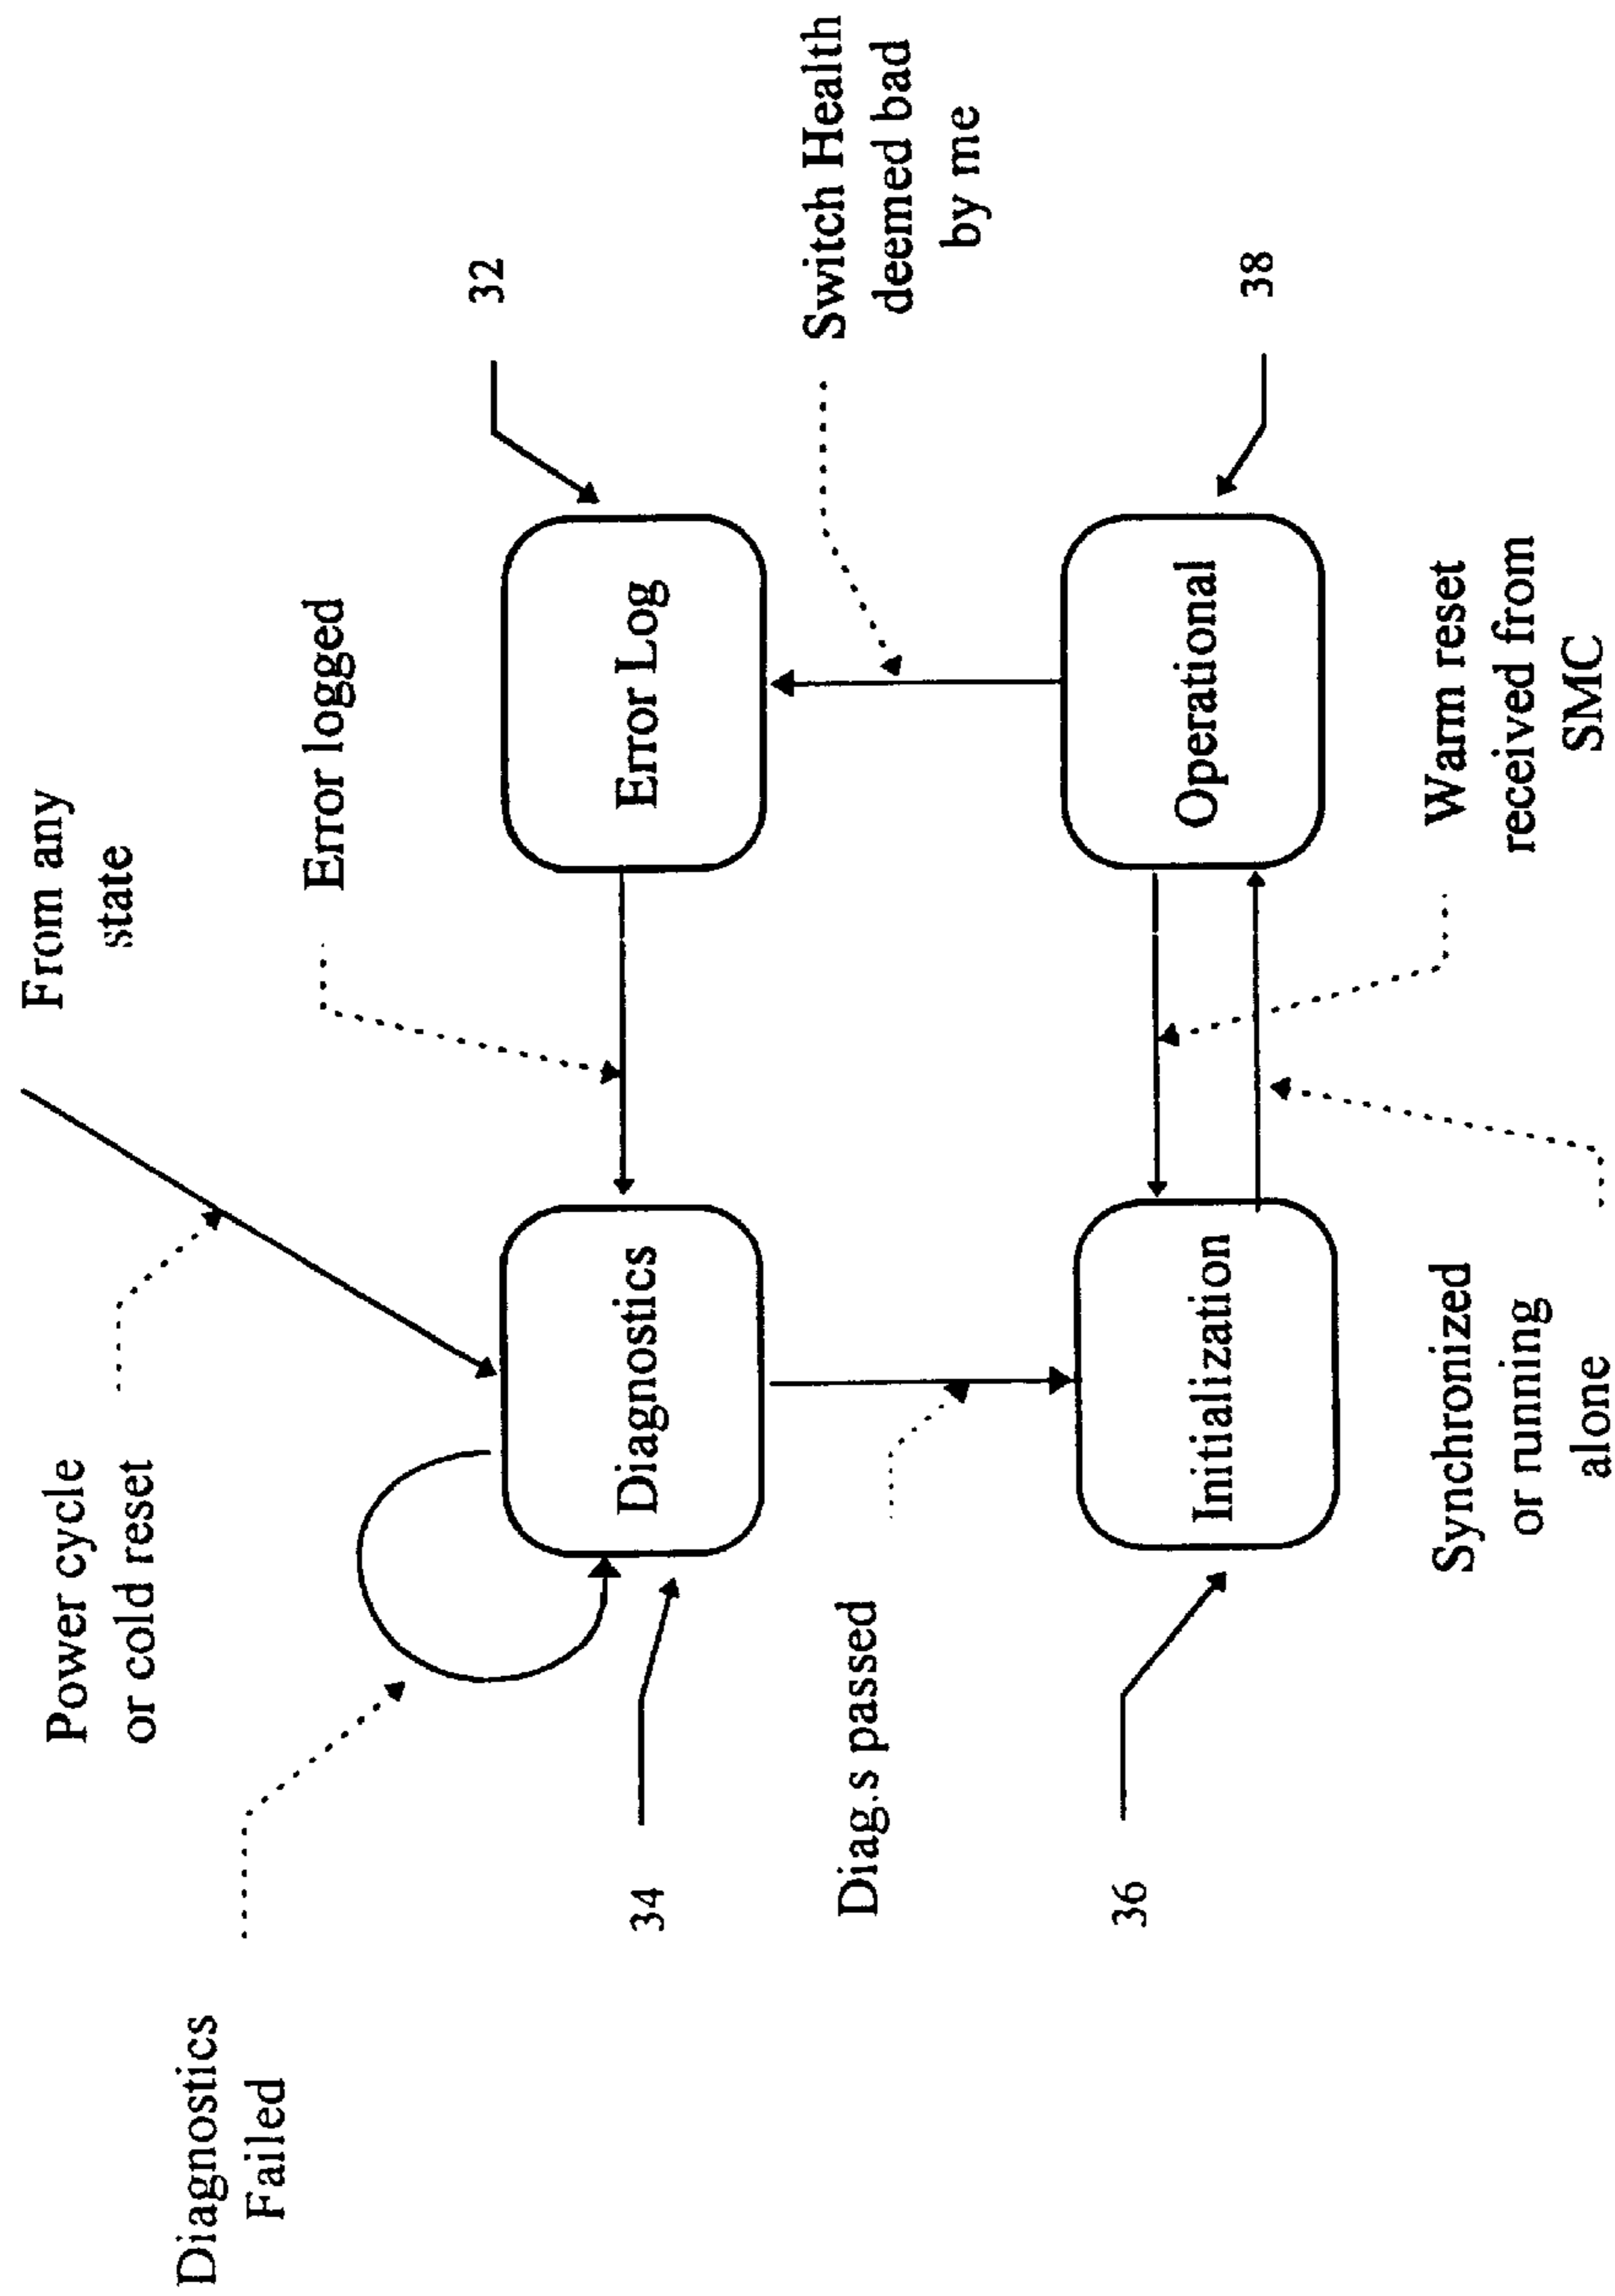 From any
state
Power cycle
or cold reset
Diagnostics
Failed
Error logged
32
Diagnostics
Error Log
34
Switch Health
deemed bad
by me
Diag.s passed
36
Initialization
Operational
38
Synchronized
or running
alone
Warm reset
received from
SMC